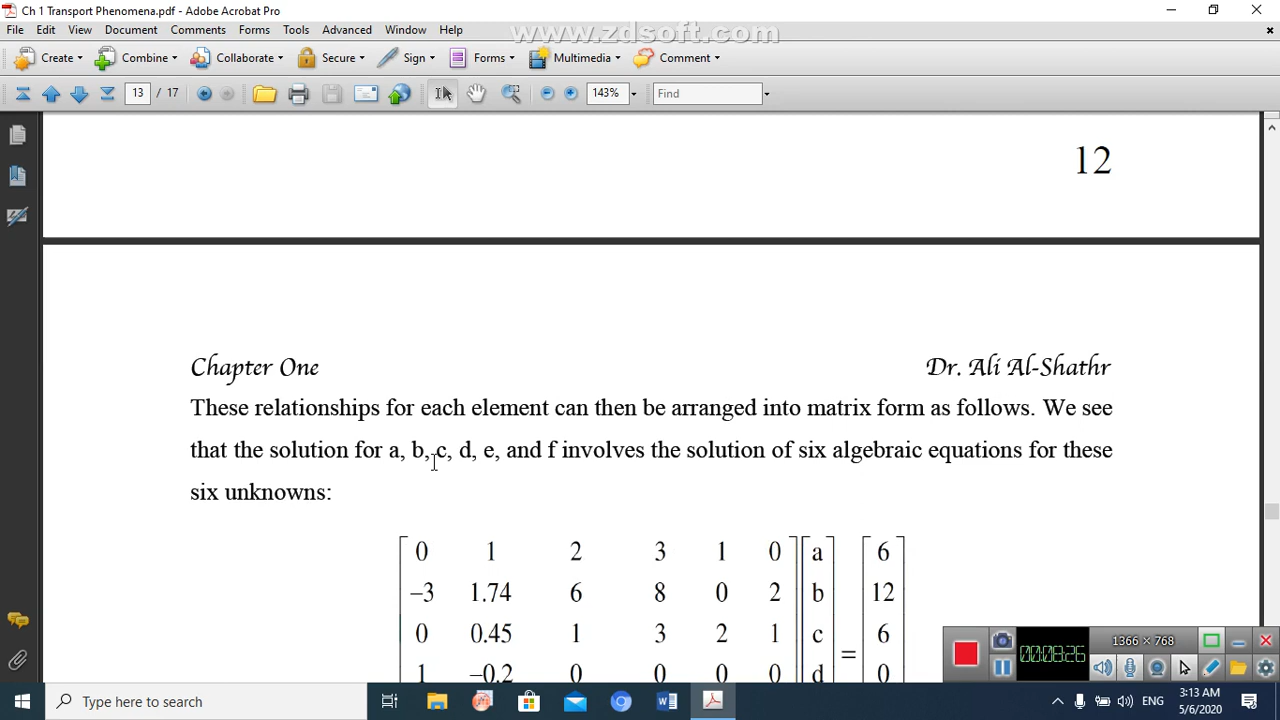 Ch 1 Transport Phenomena.pdf - Adobe Acrobat Pro
File Edit View Document Comments Forms Tools Advanced Window Help
www.zdsoft.com
Create Combine Collaborate Secure Sign Forms Multimedia Comment
13 / 17 143% Find
12
Chapter One Dr. Ali Al-Shathr
These relationships for each element can then be arranged into matrix form as follows. We see
that the solution for a, b, c, d, e, and f involves the solution of six algebraic equations for these
six unknowns:
0 1 2 3 1 0 a 6
–3 1.74 6 8 0 2 b 12
0 0.45 1 3 2 1 c 6
1 –0.2 0 0 0 0 d = 0
1366 × 768
00:08:26
Type here to search
ENG
3:13 AM
5/6/2020